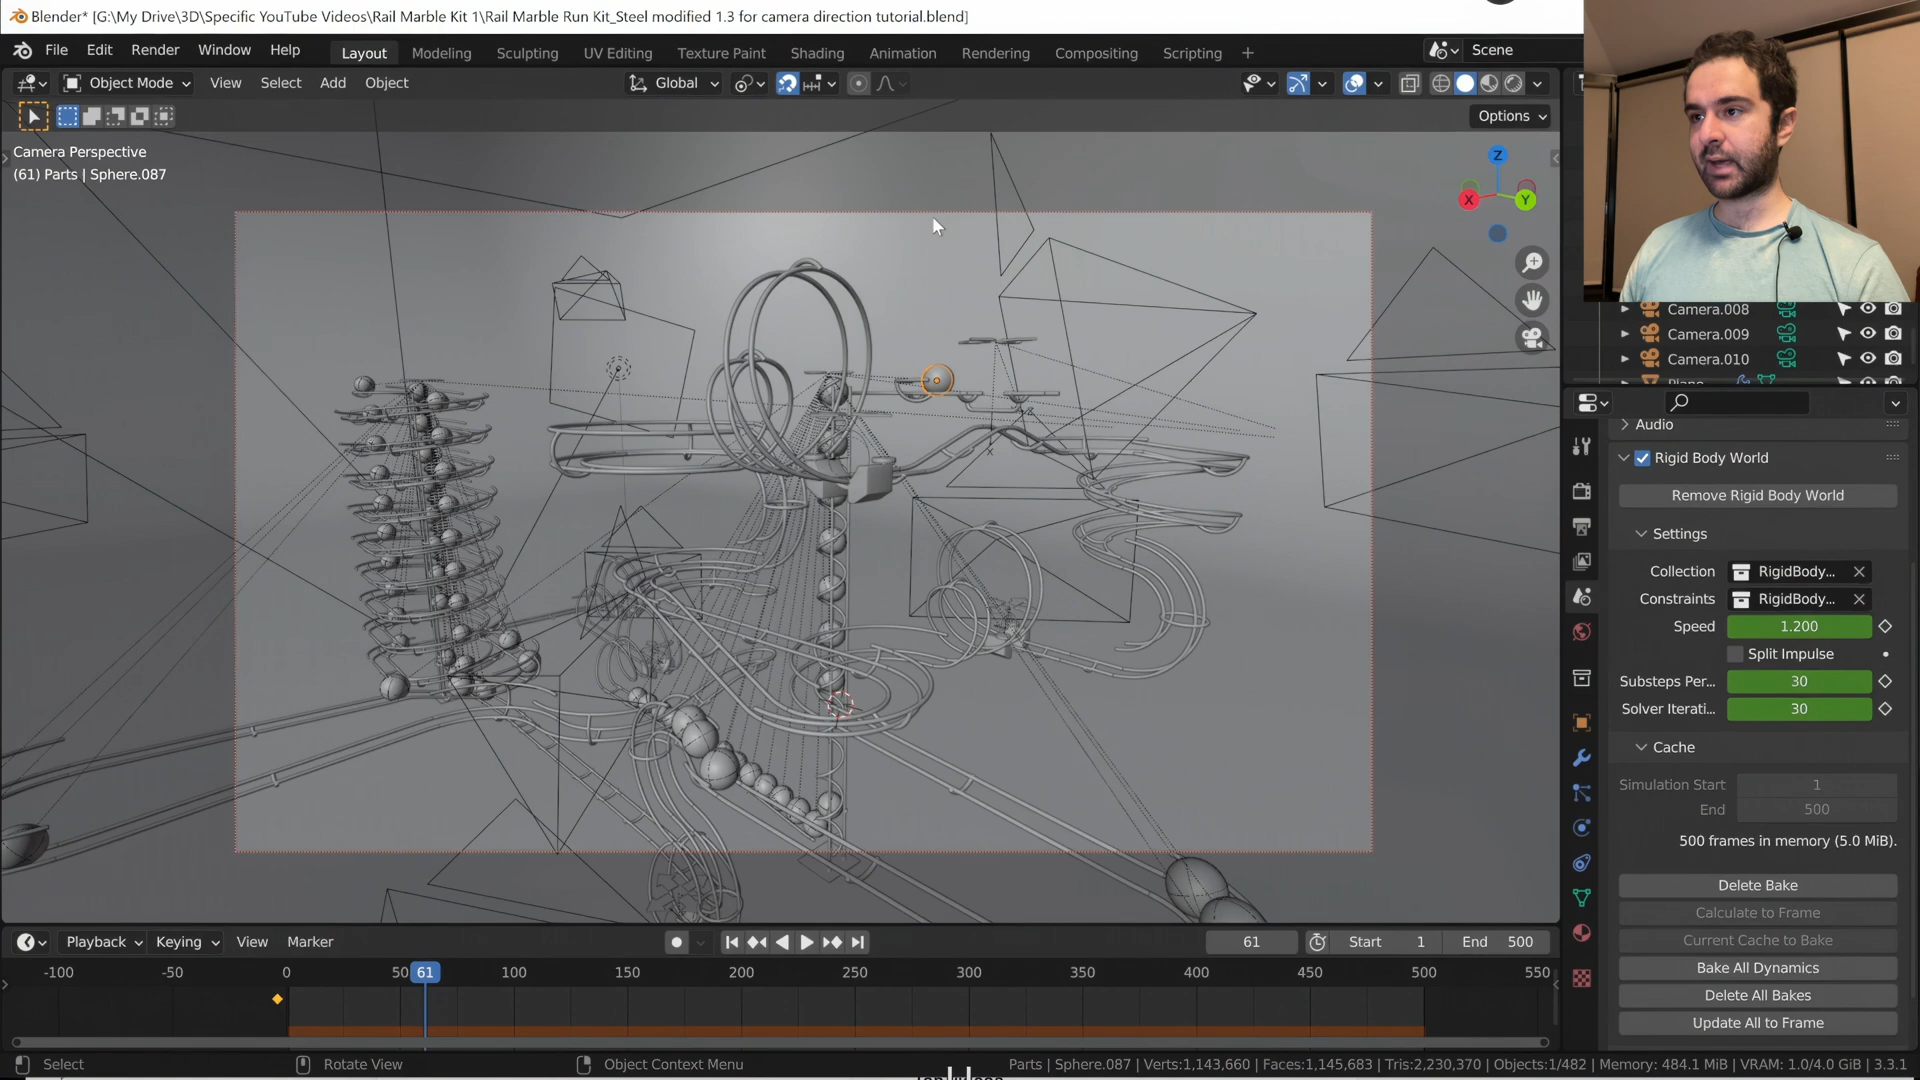 Blender* [G:\My Drive\3D\Specific YouTube Videos\Rail Marble Kit 1\Rail Marble Run Kit_Steel modified 1.3 for camera direction tutorial.blend]
File Edit Render Window Help Layout Modeling Sculpting UV Editing Texture Paint Shading Animation Rendering Compositing Scripting + Scene
Object Mode View Select Add Object Global
Options
Camera Perspective
(61) Parts | Sphere.087
Z
X Y
Camera.008
Camera.009
Camera.010
Audio
Rigid Body World
Remove Rigid Body World
Settings
Collection RigidBody...
Constraints RigidBody...
Speed 1.200
Split Impulse
Substeps Per... 30
Solver Iterati... 30
Cache
Simulation Start 1
End 500
500 frames in memory (5.0 MiB).
Delete Bake
Calculate to Frame
Current Cache to Bake
Bake All Dynamics
Delete All Bakes
Update All to Frame
Playback Keying View Marker 61 Start 1 End 500
-100 -50 0 50 61 100 150 200 250 300 350 400 450 500 550
Select Rotate View Object Context Menu Parts | Sphere.087 | Verts:1,143,660 | Faces:1,145,683 | Tris:2,230,370 | Objects:1/482 | Memory: 484.1 MiB | VRAM: 1.0/4.0 GiB | 3.3.1